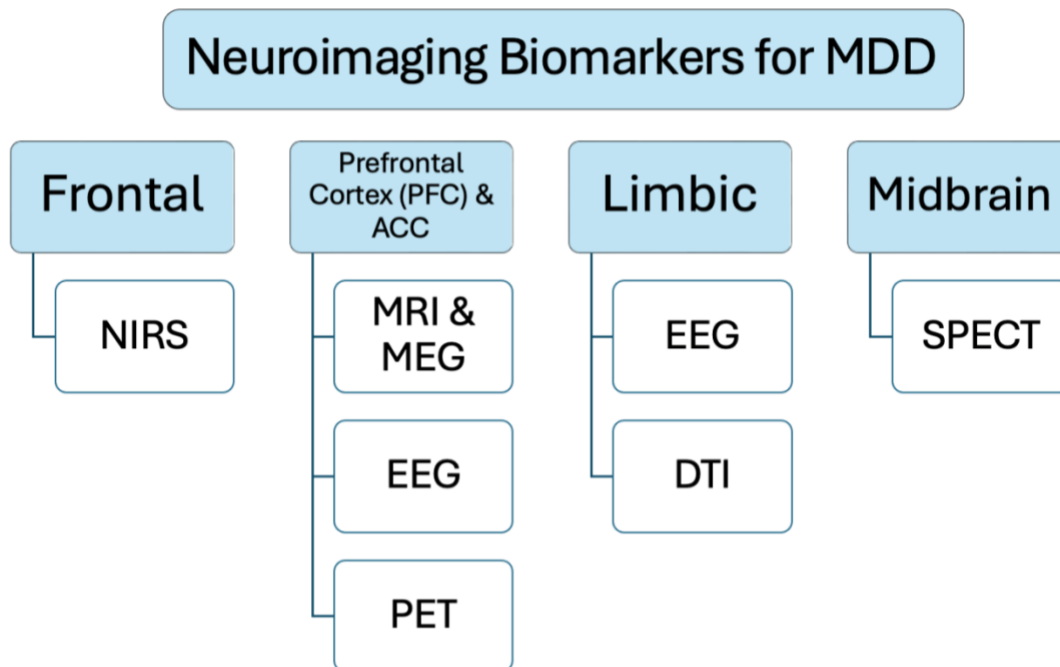 Neuroimaging Biomarkers for MDD
Frontal
NIRS
Prefrontal
Cortex (PFC) &
ACC
MRI &
MEG
EEG
PET
Limbic
EEG
DTI
Midbrain
SPECT